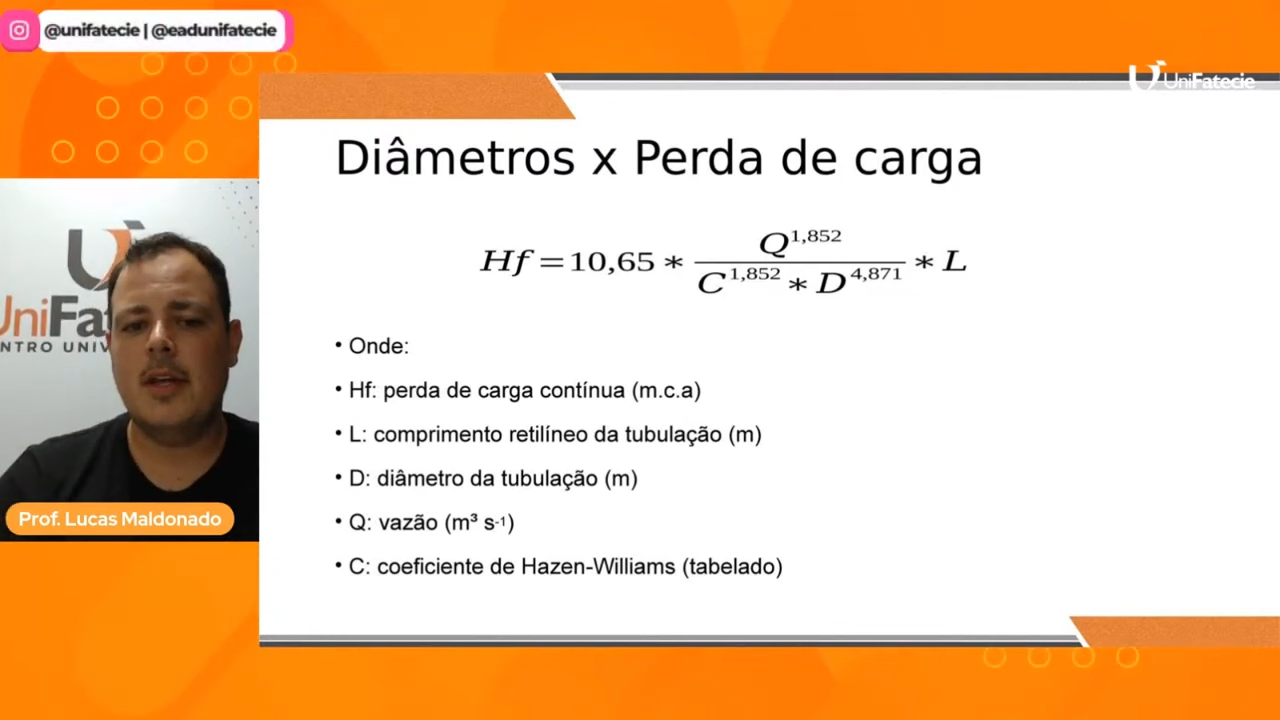 @unifatecie | @eadunifatecie
UniFatecie
Diâmetros x Perda de carga
Hf = 10,65 * Q^1,852 / (C^1,852 * D^4,871) * L
• Onde:
• Hf: perda de carga contínua (m.c.a)
• L: comprimento retilíneo da tubulação (m)
• D: diâmetro da tubulação (m)
• Q: vazão (m³ s-1)
• C: coeficiente de Hazen-Williams (tabelado)
UniFat
NTRO UNIV
Prof. Lucas Maldonado